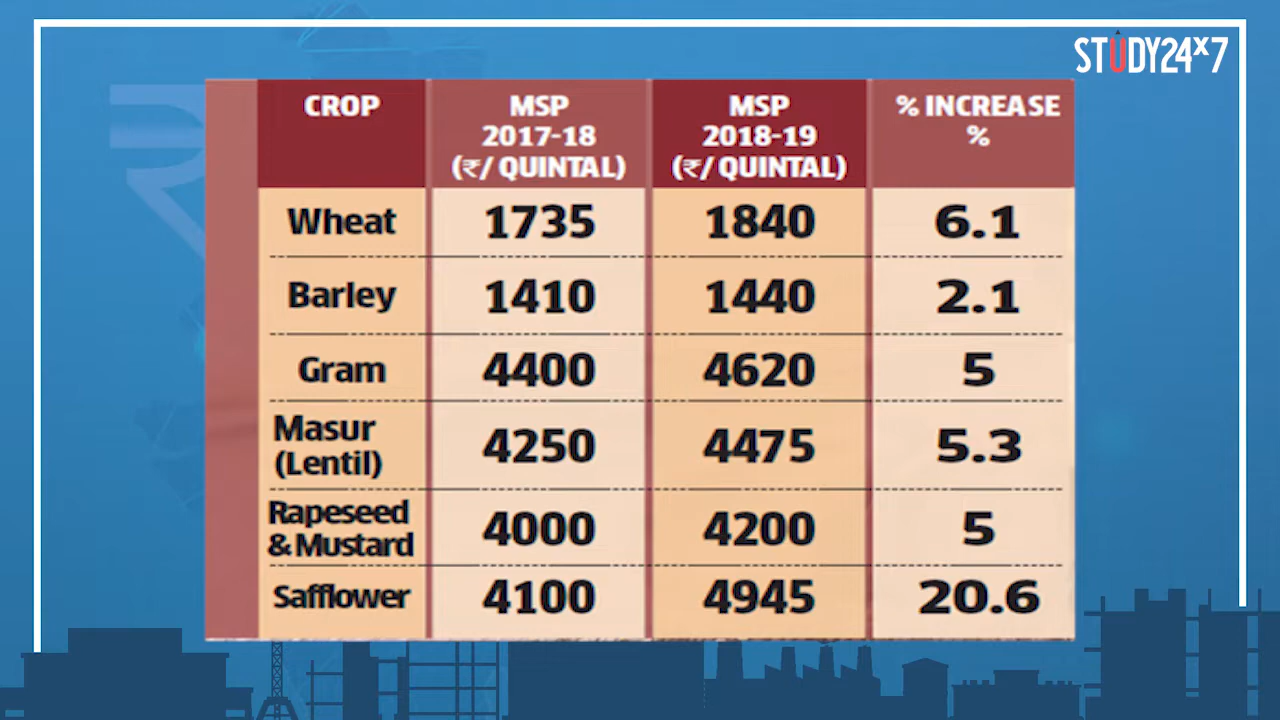 STUDY24x7
CROP
MSP
2017-18
(₹/ QUINTAL)
MSP
2018-19
(₹/ QUINTAL)
% INCREASE
%
Wheat 1735 1840 6.1
Barley 1410 1440 2.1
Gram 4400 4620 5
Masur
(Lentil) 4250 4475 5.3
Rapeseed
& Mustard 4000 4200 5
Safflower 4100 4945 20.6
₹